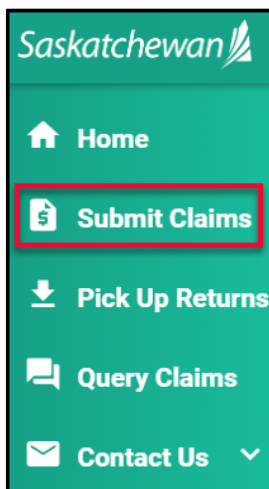 Saskatchewan
Home
Submit Claims
Pick Up Returns
Query Claims
Contact Us